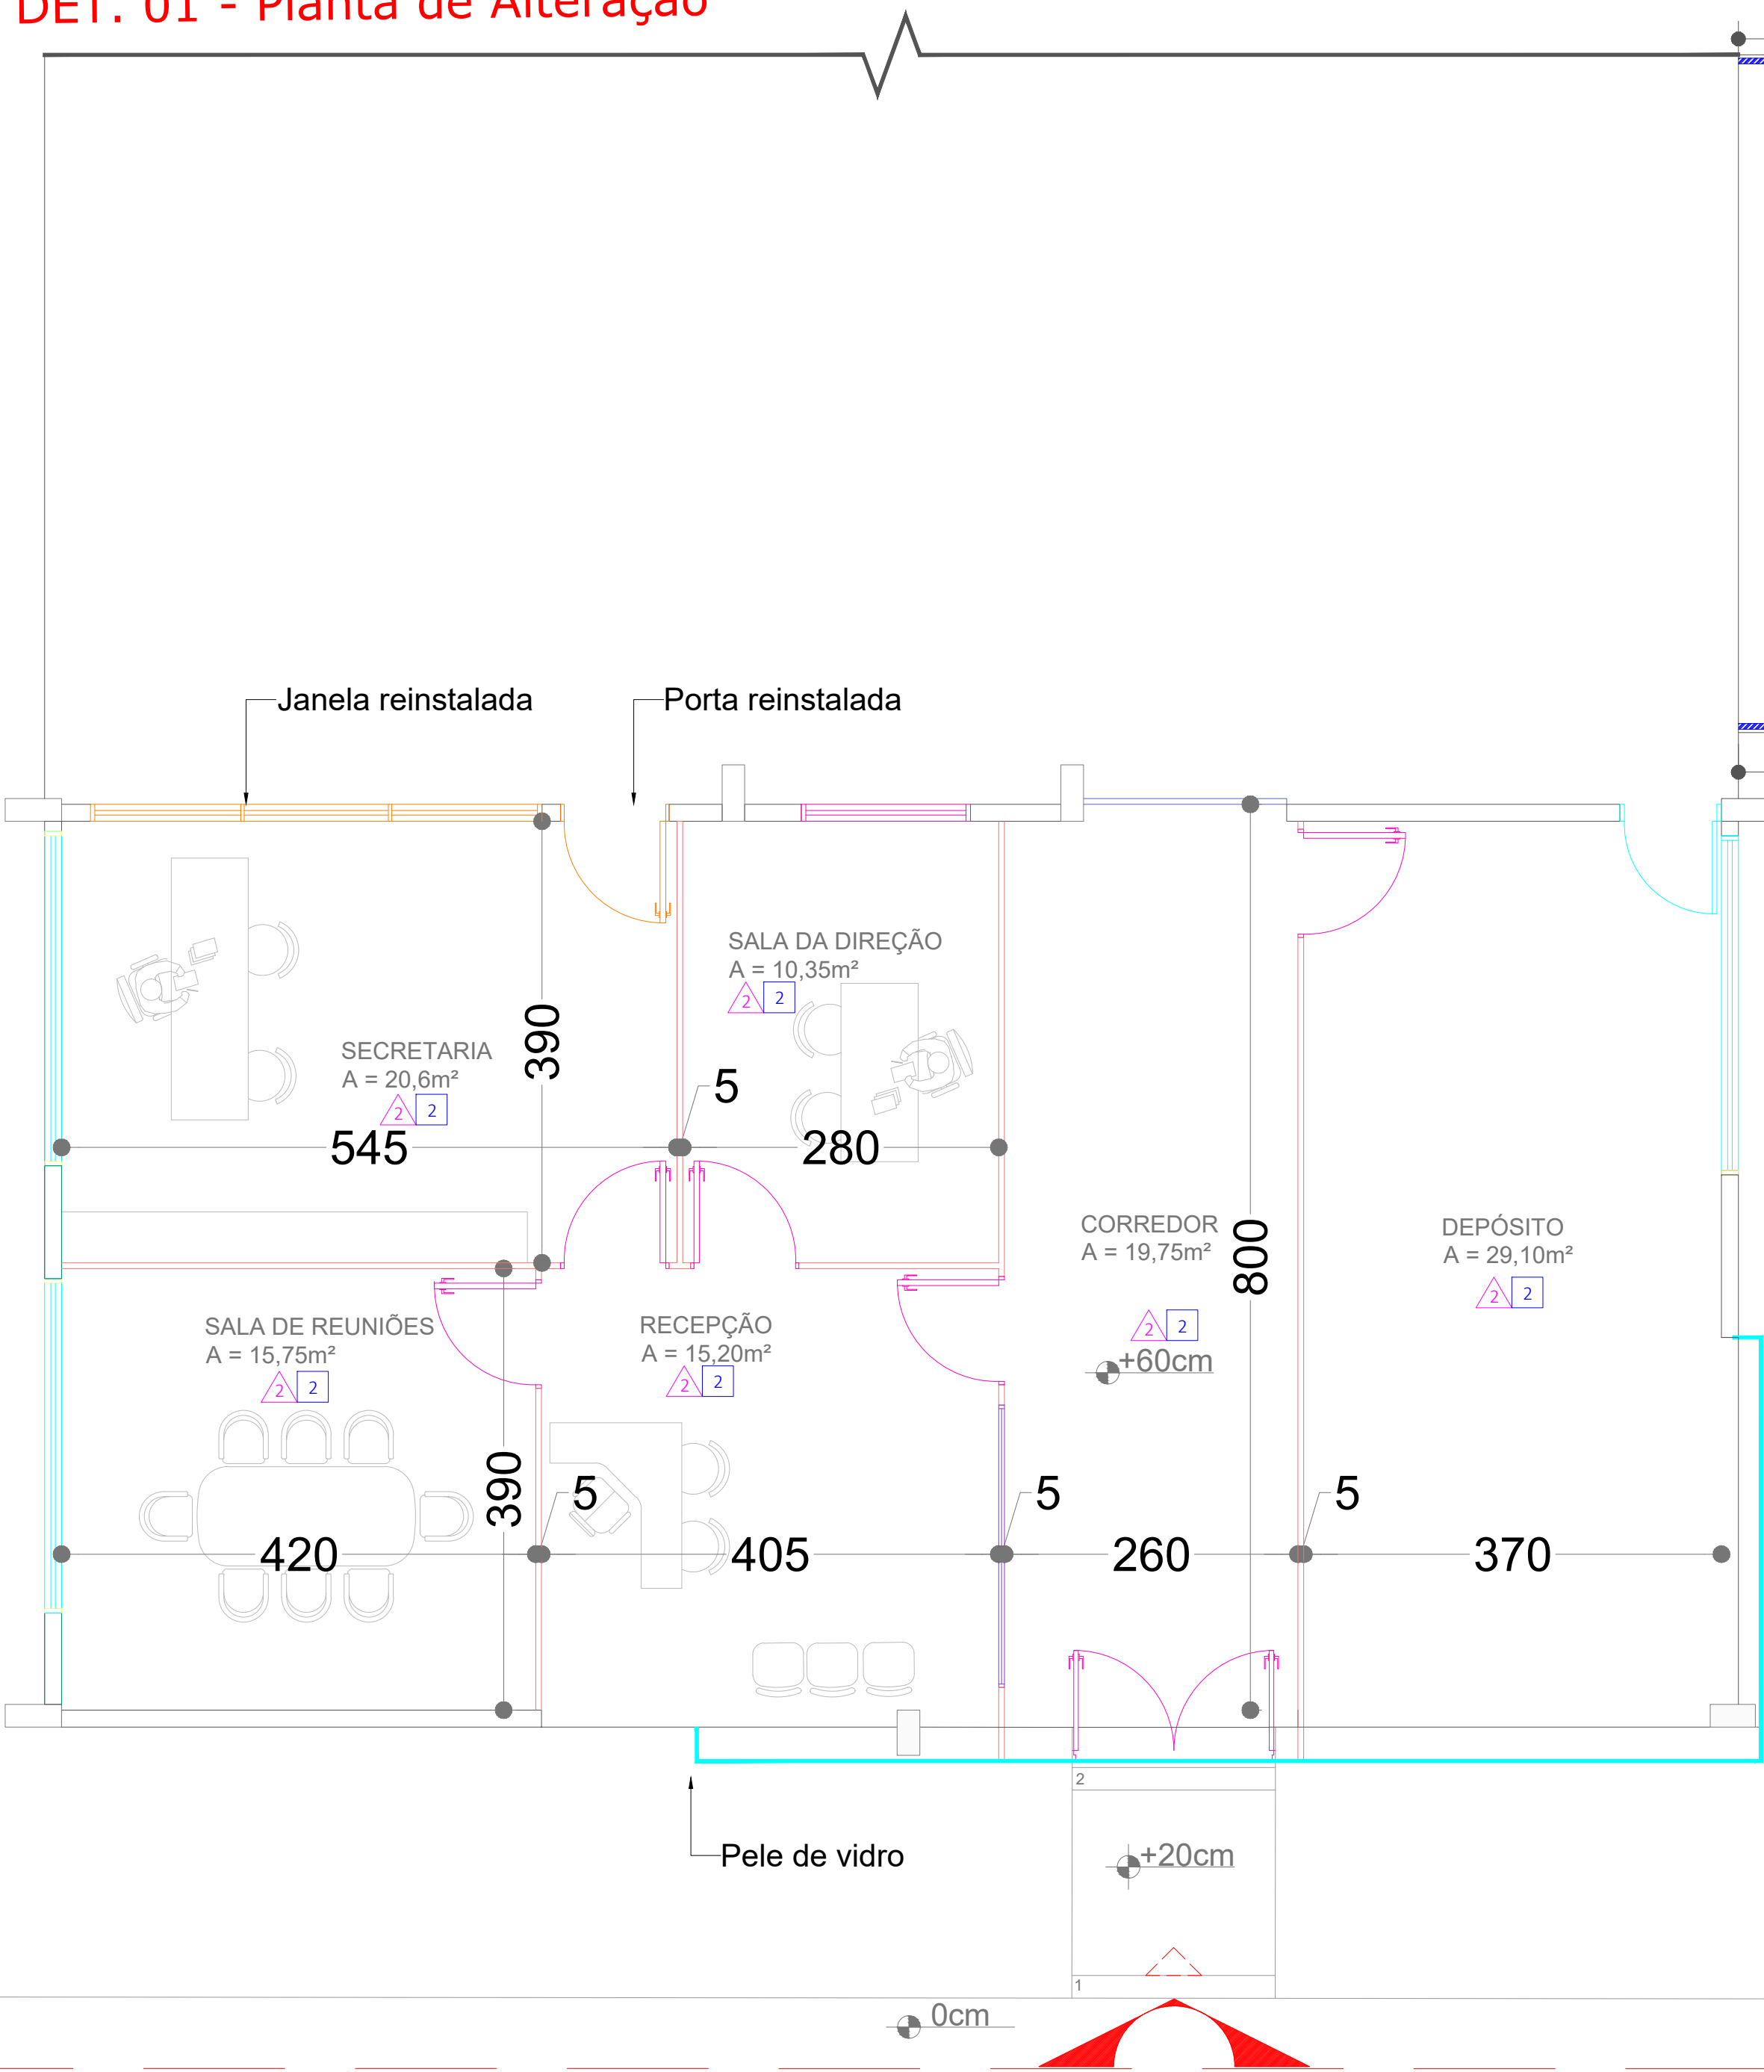 DET. 01 - Planta de Alteração
Janela reinstalada
Porta reinstalada
SALA DA DIREÇÃO
A = 10,35m²
2
2
SECRETARIA
A = 20,6m²
2
2
390
5
545
280
CORREDOR
A = 19,75m²
2
2
+60cm
800
DEPÓSITO
A = 29,10m²
2
2
SALA DE REUNIÕES
A = 15,75m²
2
2
RECEPÇÃO
A = 15,20m²
2
2
390
5
5
5
420
405
260
370
2
Pele de vidro
+20cm
1
0cm